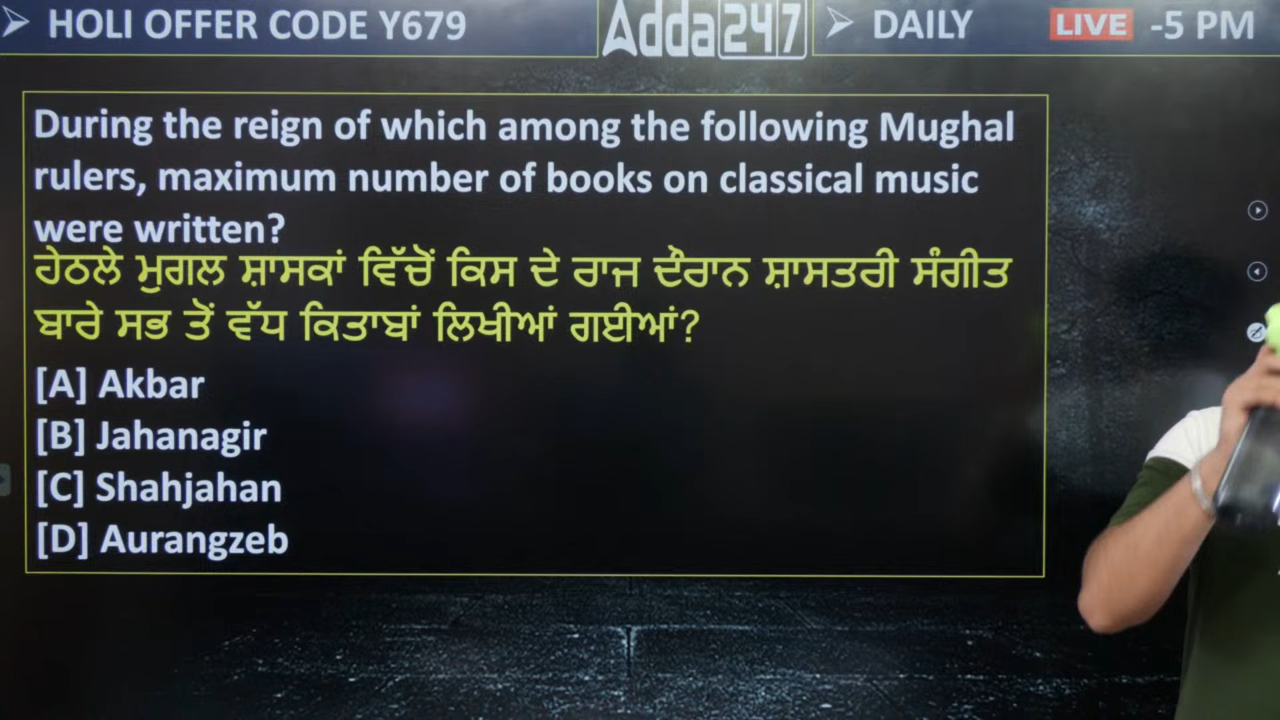 HOLI OFFER CODE Y679
Adda247
DAILY LIVE -5 PM
During the reign of which among the following Mughal
rulers, maximum number of books on classical music
were written?
ਹੇਠਲੇ ਮੁਗਲ ਸ਼ਾਸਕਾਂ ਵਿੱਚੋਂ ਕਿਸ ਦੇ ਰਾਜ ਦੌਰਾਨ ਸ਼ਾਸਤਰੀ ਸੰਗੀਤ
ਬਾਰੇ ਸਭ ਤੋਂ ਵੱਧ ਕਿਤਾਬਾਂ ਲਿਖੀਆਂ ਗਈਆਂ?
[A] Akbar
[B] Jahanagir
[C] Shahjahan
[D] Aurangzeb